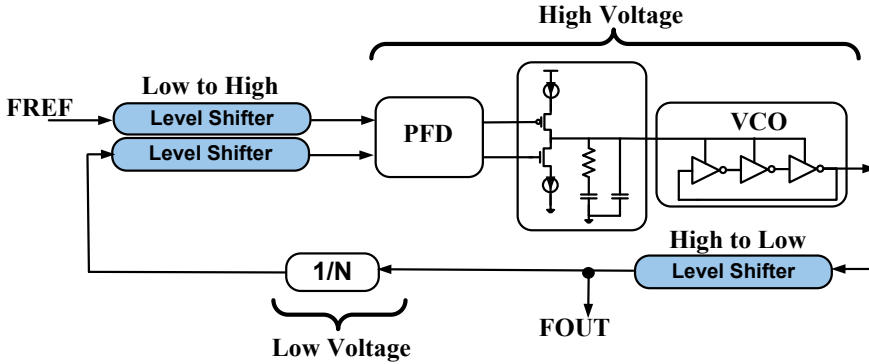 High Voltage
Low to High
FREF
Level Shifter
Level Shifter
PFD
VCO
High to Low
Level Shifter
1/N
FOUT
Low Voltage